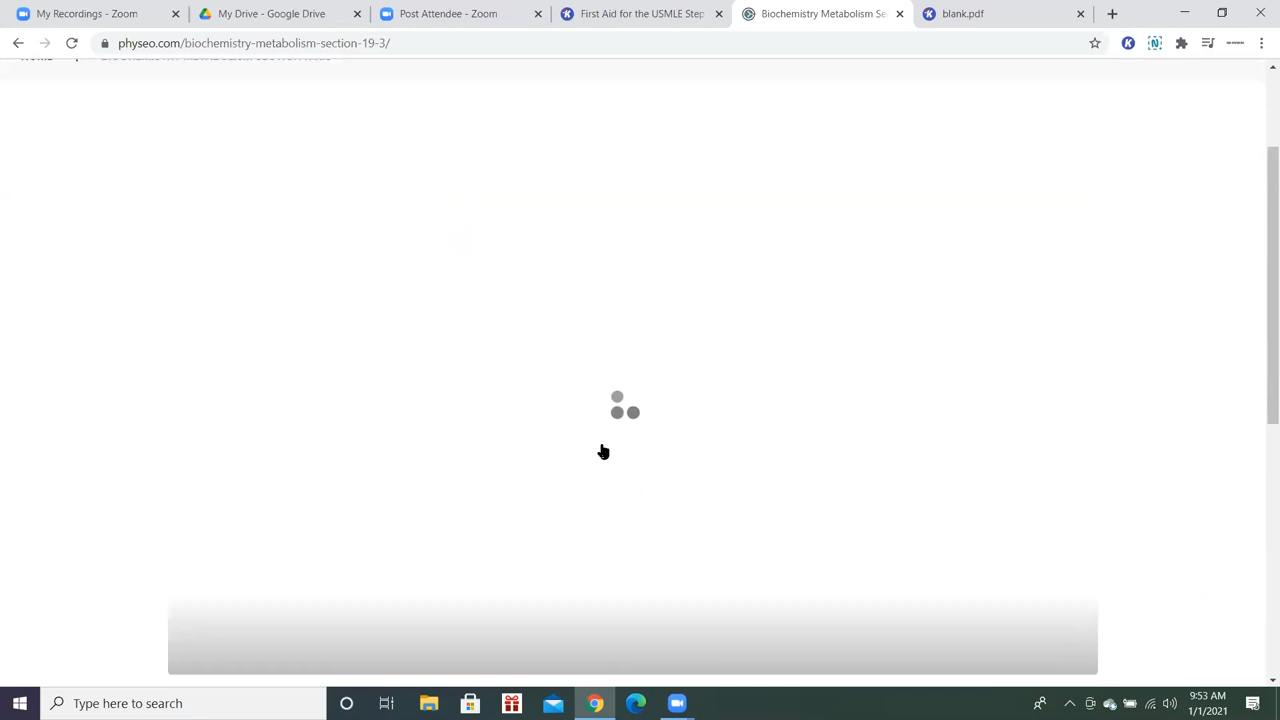 My Recordings - Zoom
My Drive - Google Drive
Post Attendee - Zoom
First Aid for the USMLE Step
Biochemistry Metabolism Se
blank.pdf
physeo.com/biochemistry-metabolism-section-19-3/
Type here to search
9:53 AM
1/1/2021